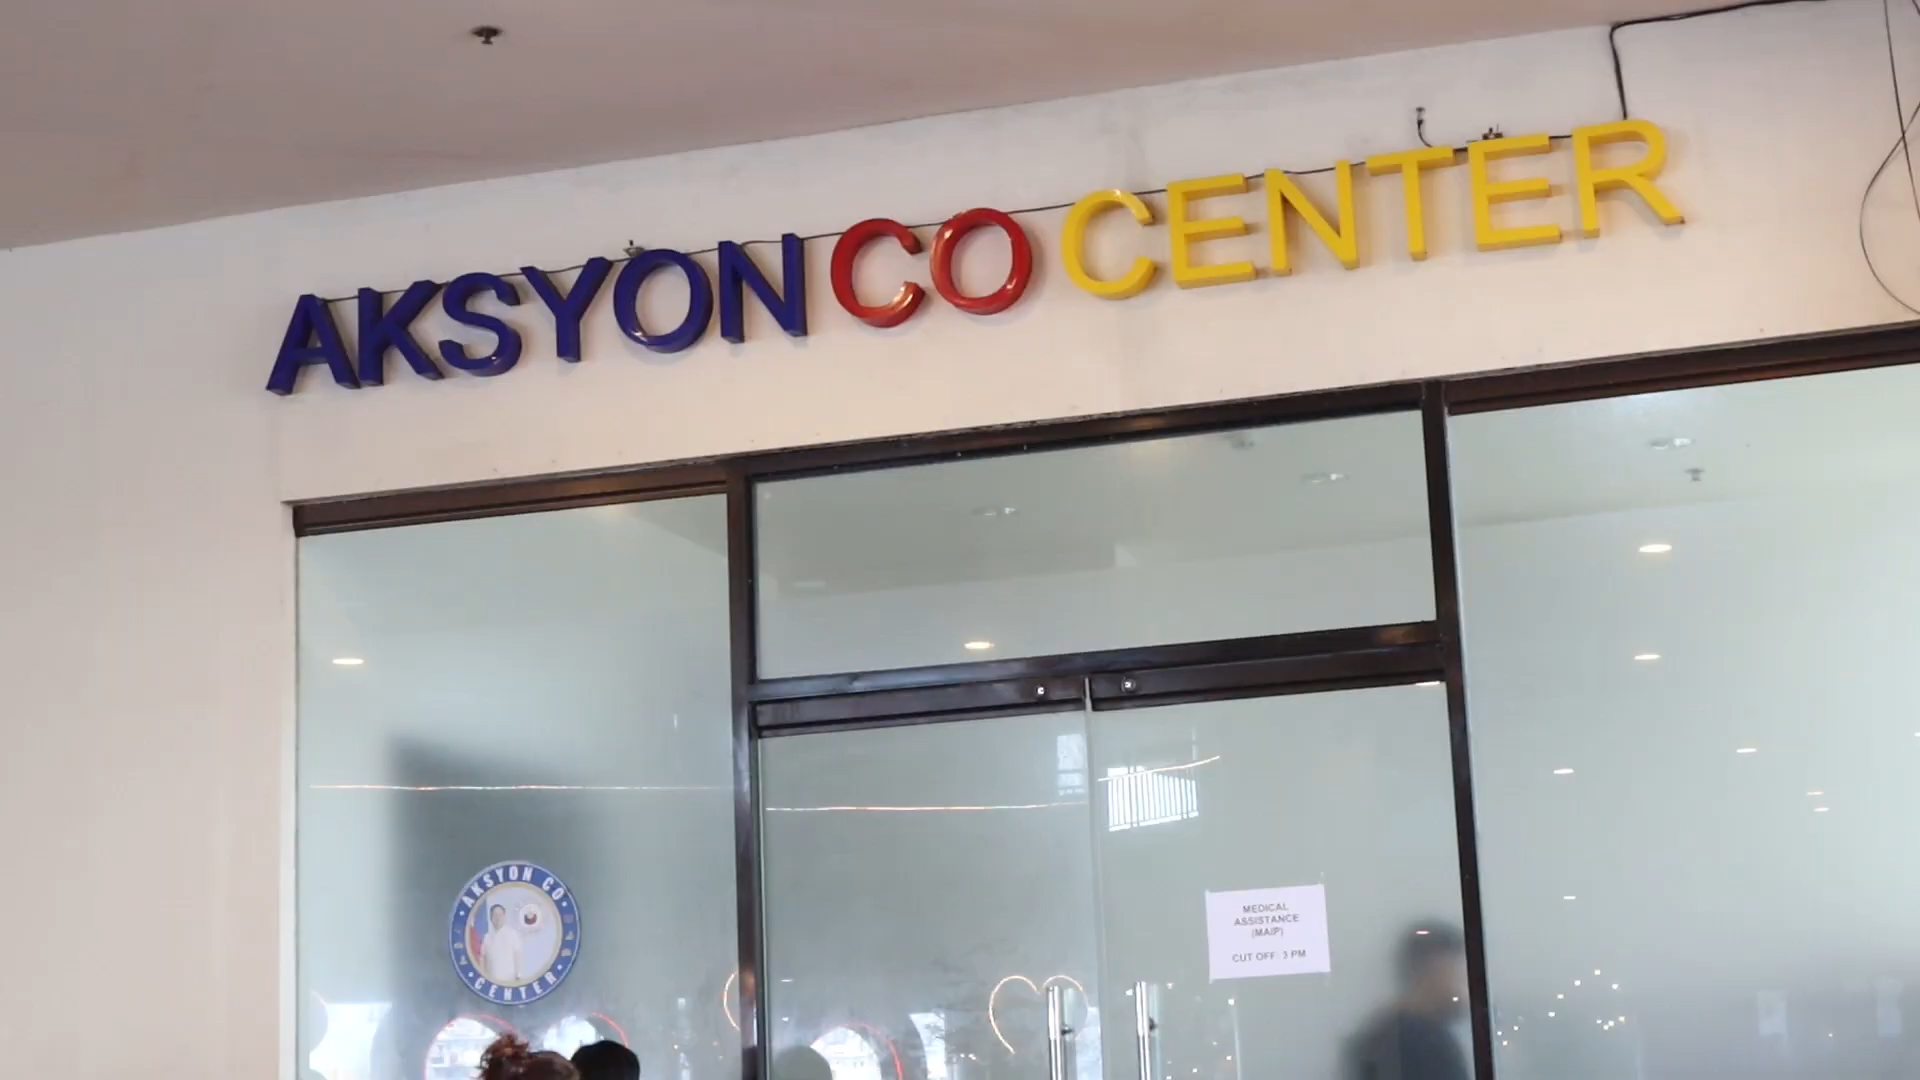 AKSYON CO CENTER
AKSYON CO
CENTER
MEDICAL
ASSISTANCE
(MAIP)
CUT OFF: 3 PM